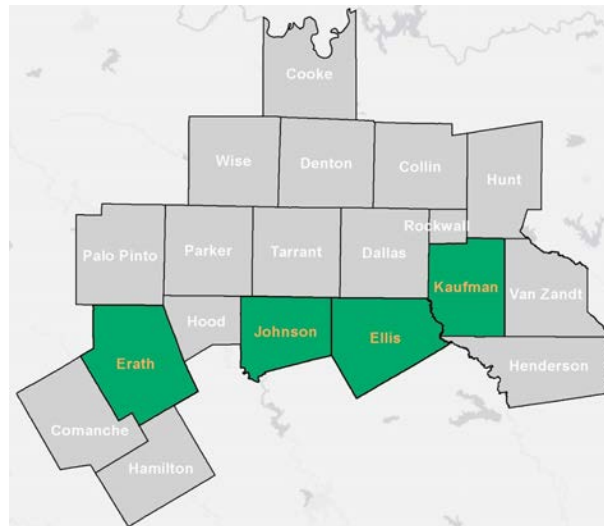 Cooke
Wise
Denton
Collin
Hunt
Rockwall
Palo Pinto
Parker
Tarrant
Dallas
Kaufman
Van Zandt
Hood
Johnson
Ellis
Erath
Henderson
Comanche
Hamilton